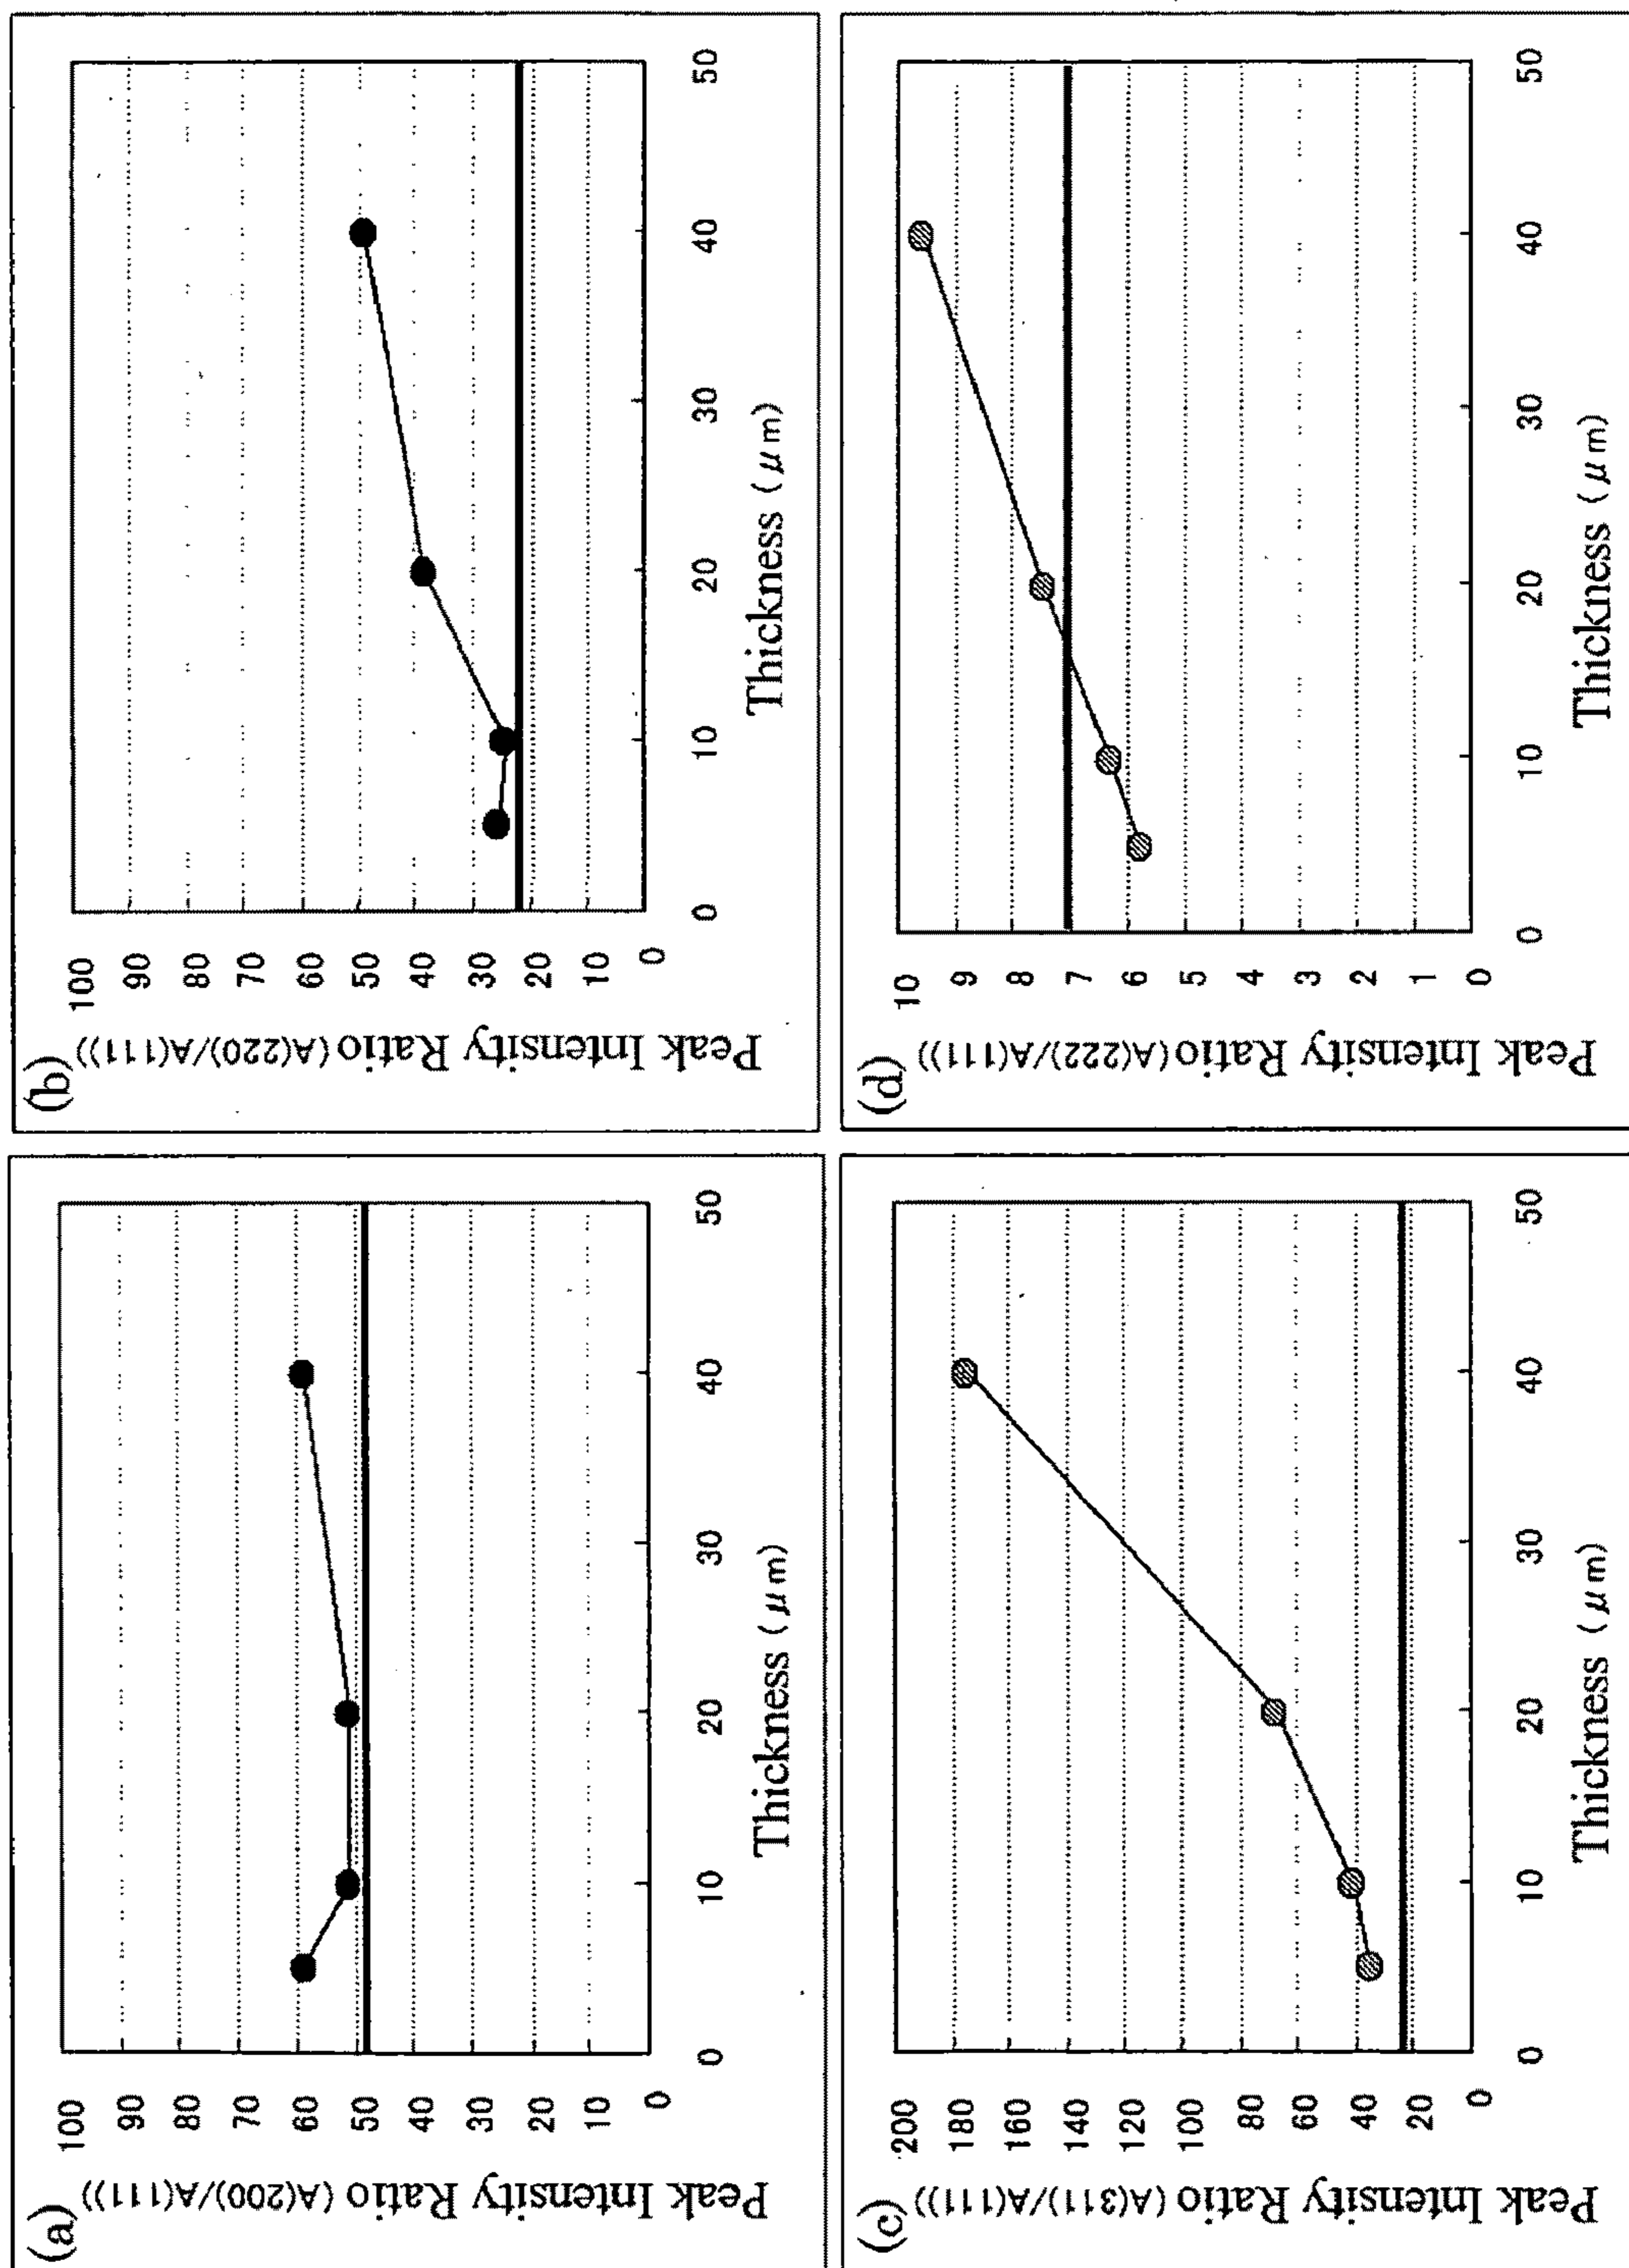 (a)
Peak Intensity Ratio (A(200)/A(111))
100
90
80
70
60
50
40
30
20
10
0
0 10 20 30 40 50
Thickness (μm)
(b)
Peak Intensity Ratio (A(220)/A(111))
100
90
80
70
60
50
40
30
20
10
0
0 10 20 30 40 50
Thickness (μm)
(c)
Peak Intensity Ratio (A(311)/A(111))
200
180
160
140
120
100
80
60
40
20
0
0 10 20 30 40 50
Thickness (μm)
(d)
Peak Intensity Ratio (A(222)/A(111))
10
9
8
7
6
5
4
3
2
1
0
0 10 20 30 40 50
Thickness (μm)